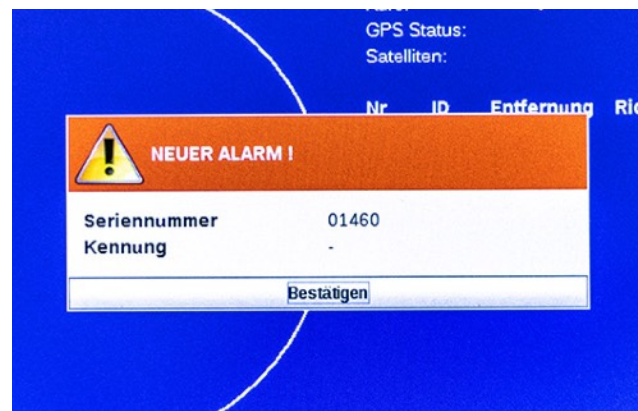 GPS Status:
Satelliten:
Nr ID Entfernung
NEUER ALARM !
Seriennummer 01460
Kennung -
Bestätigen